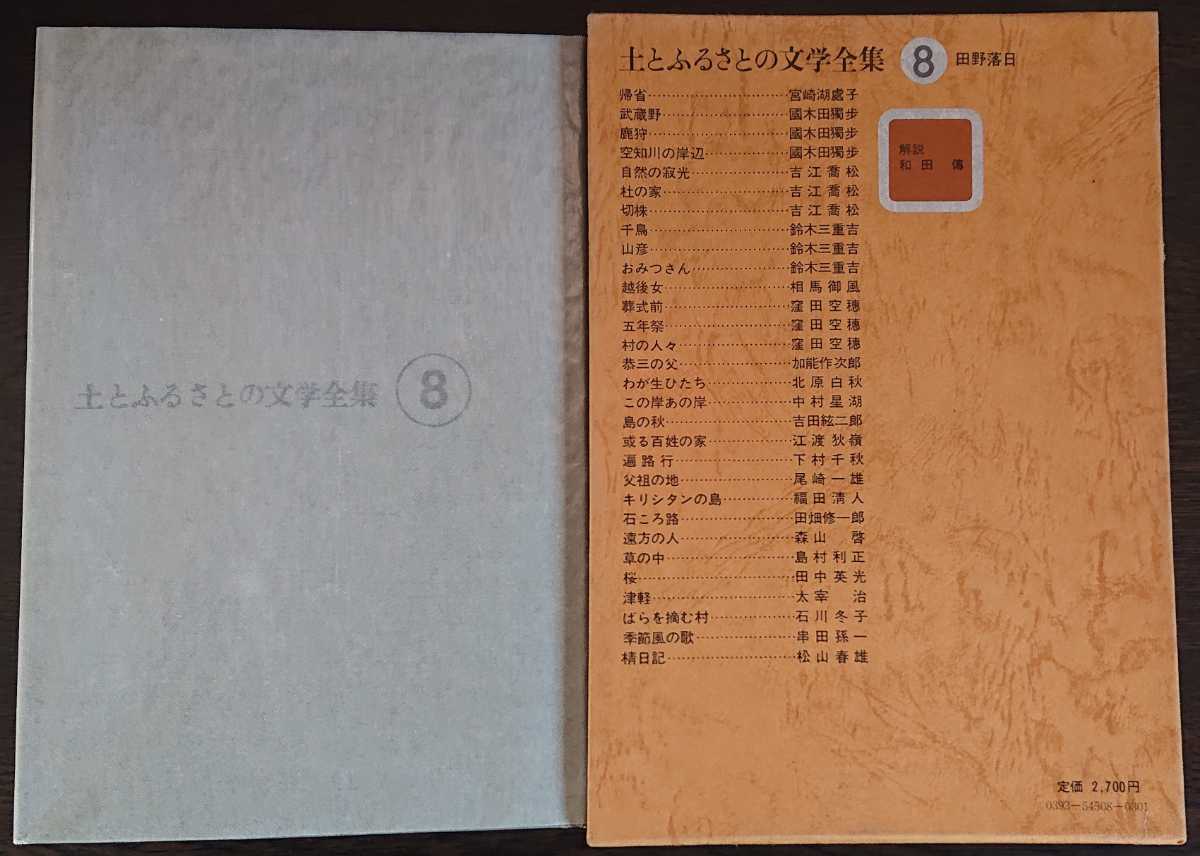 土とふるさとの文学全集 8
土とふるさとの文学全集 8 田野落日
帰省……………宮崎湖處子
武蔵野……………國木田獨歩
鹿狩……………國木田獨歩
空知川の岸辺……………國木田獨歩
自然の寂光……………吉江喬松
杜の家……………吉江喬松
切株……………吉江喬松
千鳥……………鈴木三重吉
山彦……………鈴木三重吉
おみつさん……………鈴木三重吉
越後女……………相馬御風
葬式前……………窪田空穂
五年祭……………窪田空穂
村の人々……………窪田空穂
恭三の父……………加能作次郎
わが生ひたち……………北原白秋
この岸あの岸……………中村星湖
島の秋……………吉田絃二郎
或る百姓の家……………江渡狄嶺
遍路行……………下村千秋
父祖の地……………尾崎一雄
キリシタンの島……………福田清人
石ころ路……………田畑修一郎
遠方の人……………森山 啓
草の中……………島村利正
桜……………田中英光
津軽……………太宰 治
ばらを摘む村……………石川冬子
季節風の歌……………串田孫一
棈日記……………松山春雄
解説
和田 傳
定価 2,700円
0393-54508-0301